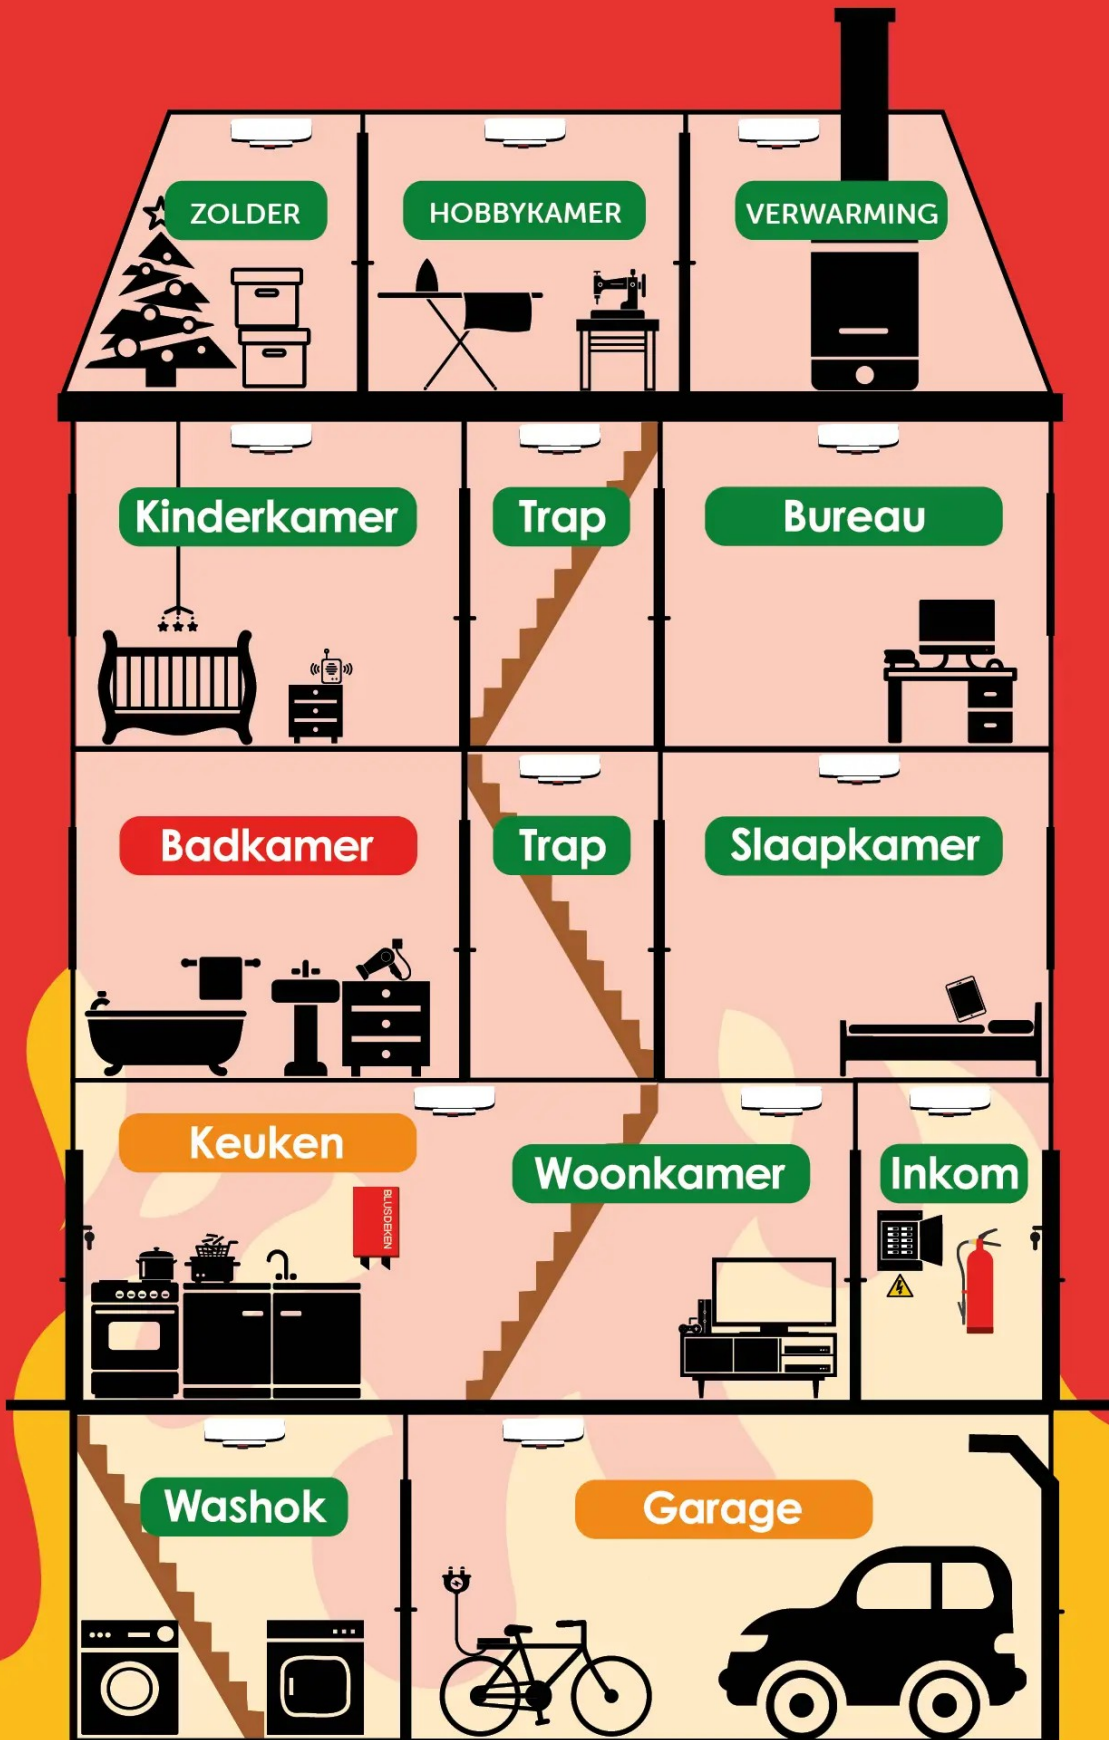 ZOLDER
HOBBYKAMER
VERWARMING
Kinderkamer
Trap
Bureau
Badkamer
Trap
Slaapkamer
Keuken
Woonkamer
Inkom
BLUSDEKEN
Washok
Garage